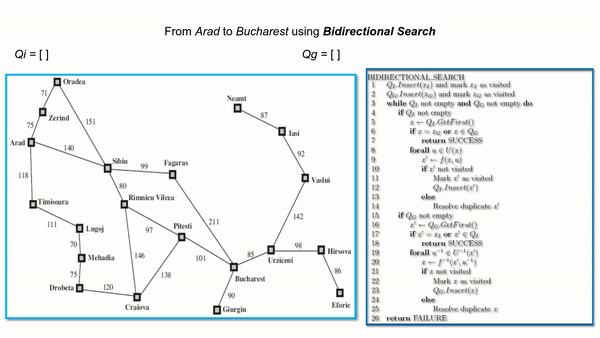 From Arad to Bucharest using Bidirectional Search
Qi = [ ]
Qg = [ ]
Oradea
71
Zerind
75
151
Arad
140
Sibiu
99
Fagaras
118
80
Timisoara
Rimnicu Vilcea
111
Lugoj
97
Pitesti
211
70
Mehadia
146
101
85
75
138
Drobeta
120
Bucharest
90
Craiova
Giurgiu
Neamt
87
Iasi
92
Vaslui
142
98
Hirsova
Urziceni
86
Eforie
BIDIRECTIONAL_SEARCH
1 Q_I.Insert(x_I) and mark x_I as visited
2 Q_G.Insert(x_G) and mark x_G as visited
3 while Q_I not empty and Q_G not empty do
4 if Q_I not empty
5 x ← Q_I.GetFirst()
6 if x = x_G or x ∈ Q_G
7 return SUCCESS
8 forall u ∈ U(x)
9 x′ ← f(x, u)
10 if x′ not visited
11 Mark x′ as visited
12 Q_I.Insert(x′)
13 else
14 Resolve duplicate x′
15 if Q_G not empty
16 x′ ← Q_G.GetFirst()
17 if x′ = x_I or x′ ∈ Q_I
18 return SUCCESS
19 forall u⁻¹ ∈ U⁻¹(x′)
20 x ← f⁻¹(x′, u⁻¹)
21 if x not visited
22 Mark x as visited
23 Q_G.Insert(x)
24 else
25 Resolve duplicate x
26 return FAILURE